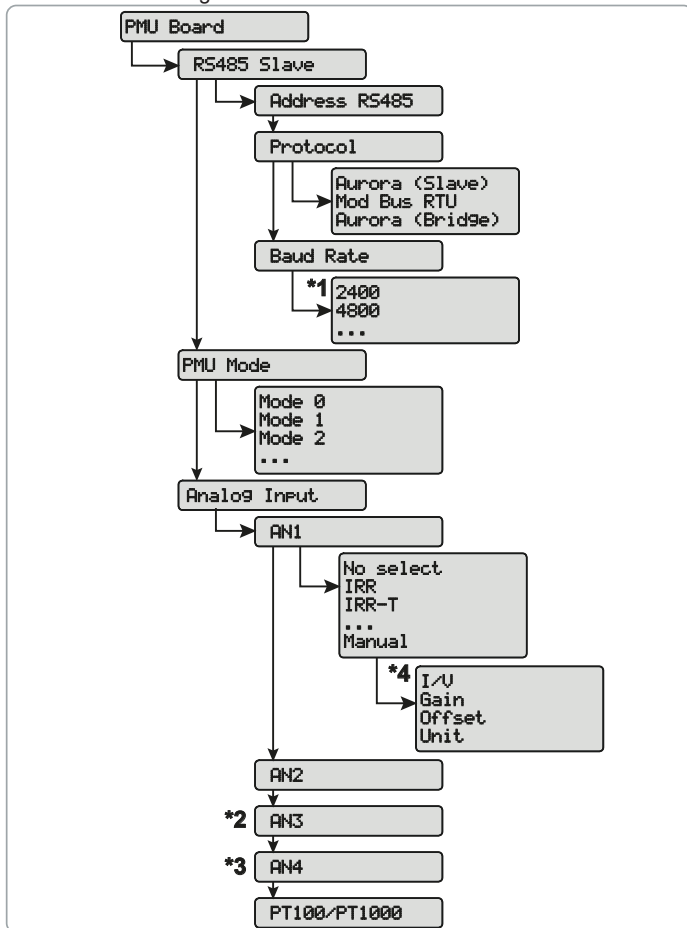 PMU Board
RS485 Slave
Address RS485
Protocol
Aurora (Slave)
Mod Bus RTU
Aurora (Bridge)
Baud Rate
*1
2400
4800
...
PMU Mode
Mode 0
Mode 1
Mode 2
...
Analog Input
AN1
No select
IRR
IRR-T
...
Manual
*4
I/V
Gain
Offset
Unit
AN2
*2
AN3
*3
AN4
PT100/PT1000